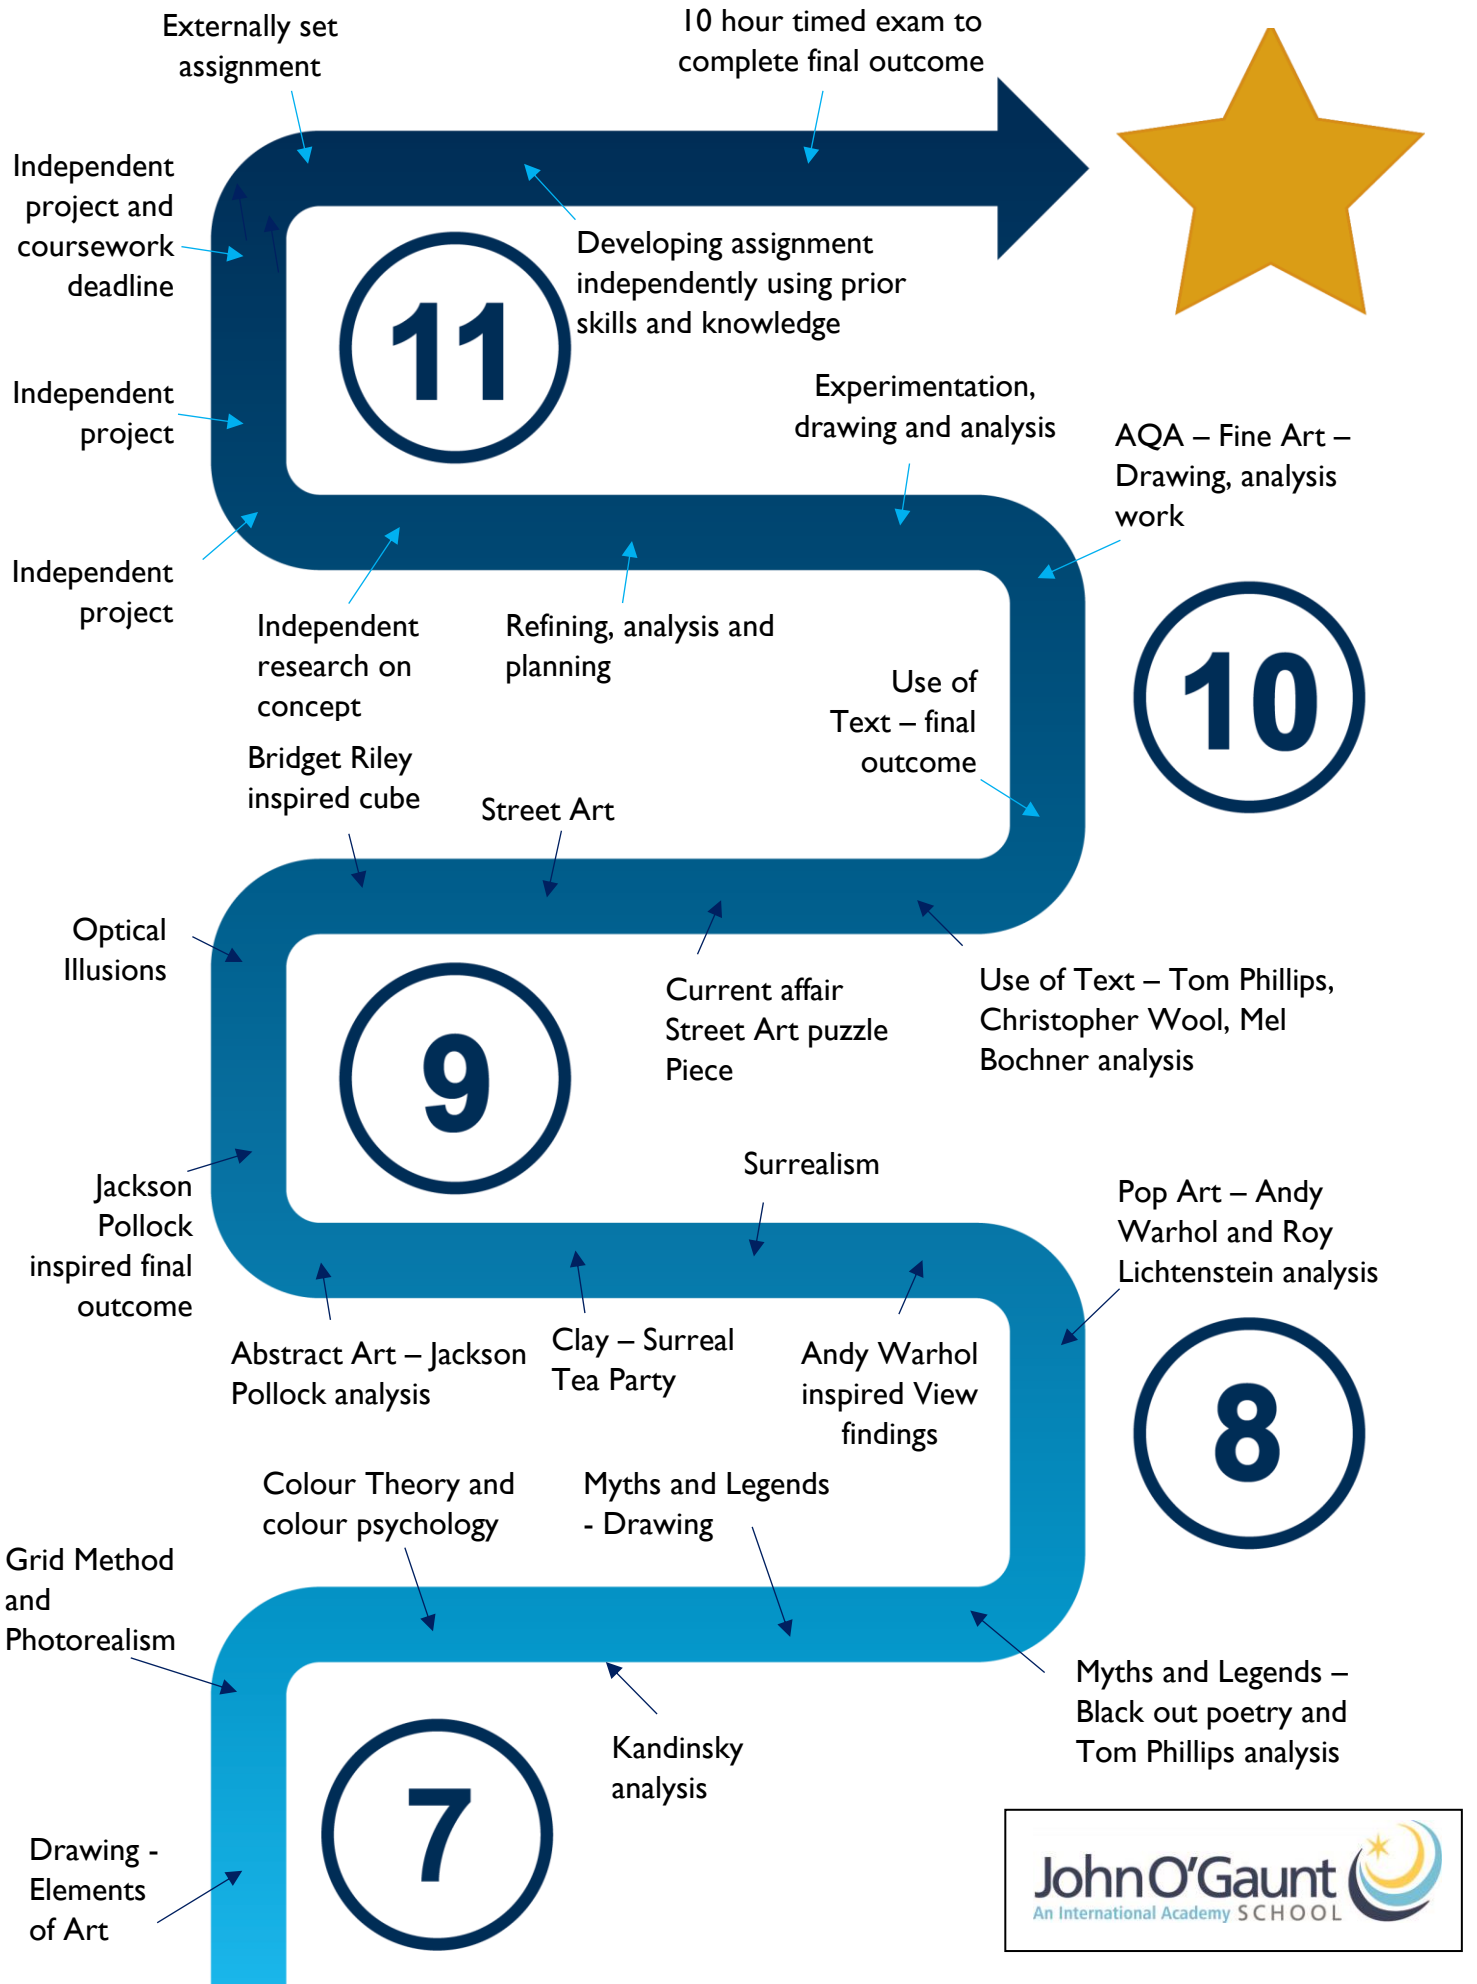 Externally set
assignment
10 hour timed exam to
complete final outcome
Independent
project and
coursework
deadline
11
Developing assignment
independently using prior
skills and knowledge
Independent
project
Experimentation,
drawing and analysis
AQA – Fine Art –
Drawing, analysis
work
Independent
project
Independent
research on
concept
Refining, analysis and
planning
10
Use of
Text – final
outcome
Bridget Riley
inspired cube
Street Art
Optical
Illusions
Current affair
Street Art puzzle
Piece
Use of Text – Tom Phillips,
Christopher Wool, Mel
Bochner analysis
9
Jackson
Pollock
inspired final
outcome
Surrealism
Pop Art – Andy
Warhol and Roy
Lichtenstein analysis
Abstract Art – Jackson
Pollock analysis
Clay – Surreal
Tea Party
Andy Warhol
inspired View
findings
8
Colour Theory and
colour psychology
Myths and Legends
- Drawing
Grid Method
and
Photorealism
Myths and Legends –
Black out poetry and
Tom Phillips analysis
Kandinsky
analysis
7
Drawing -
Elements
of Art
John O'Gaunt
An International Academy SCHOOL